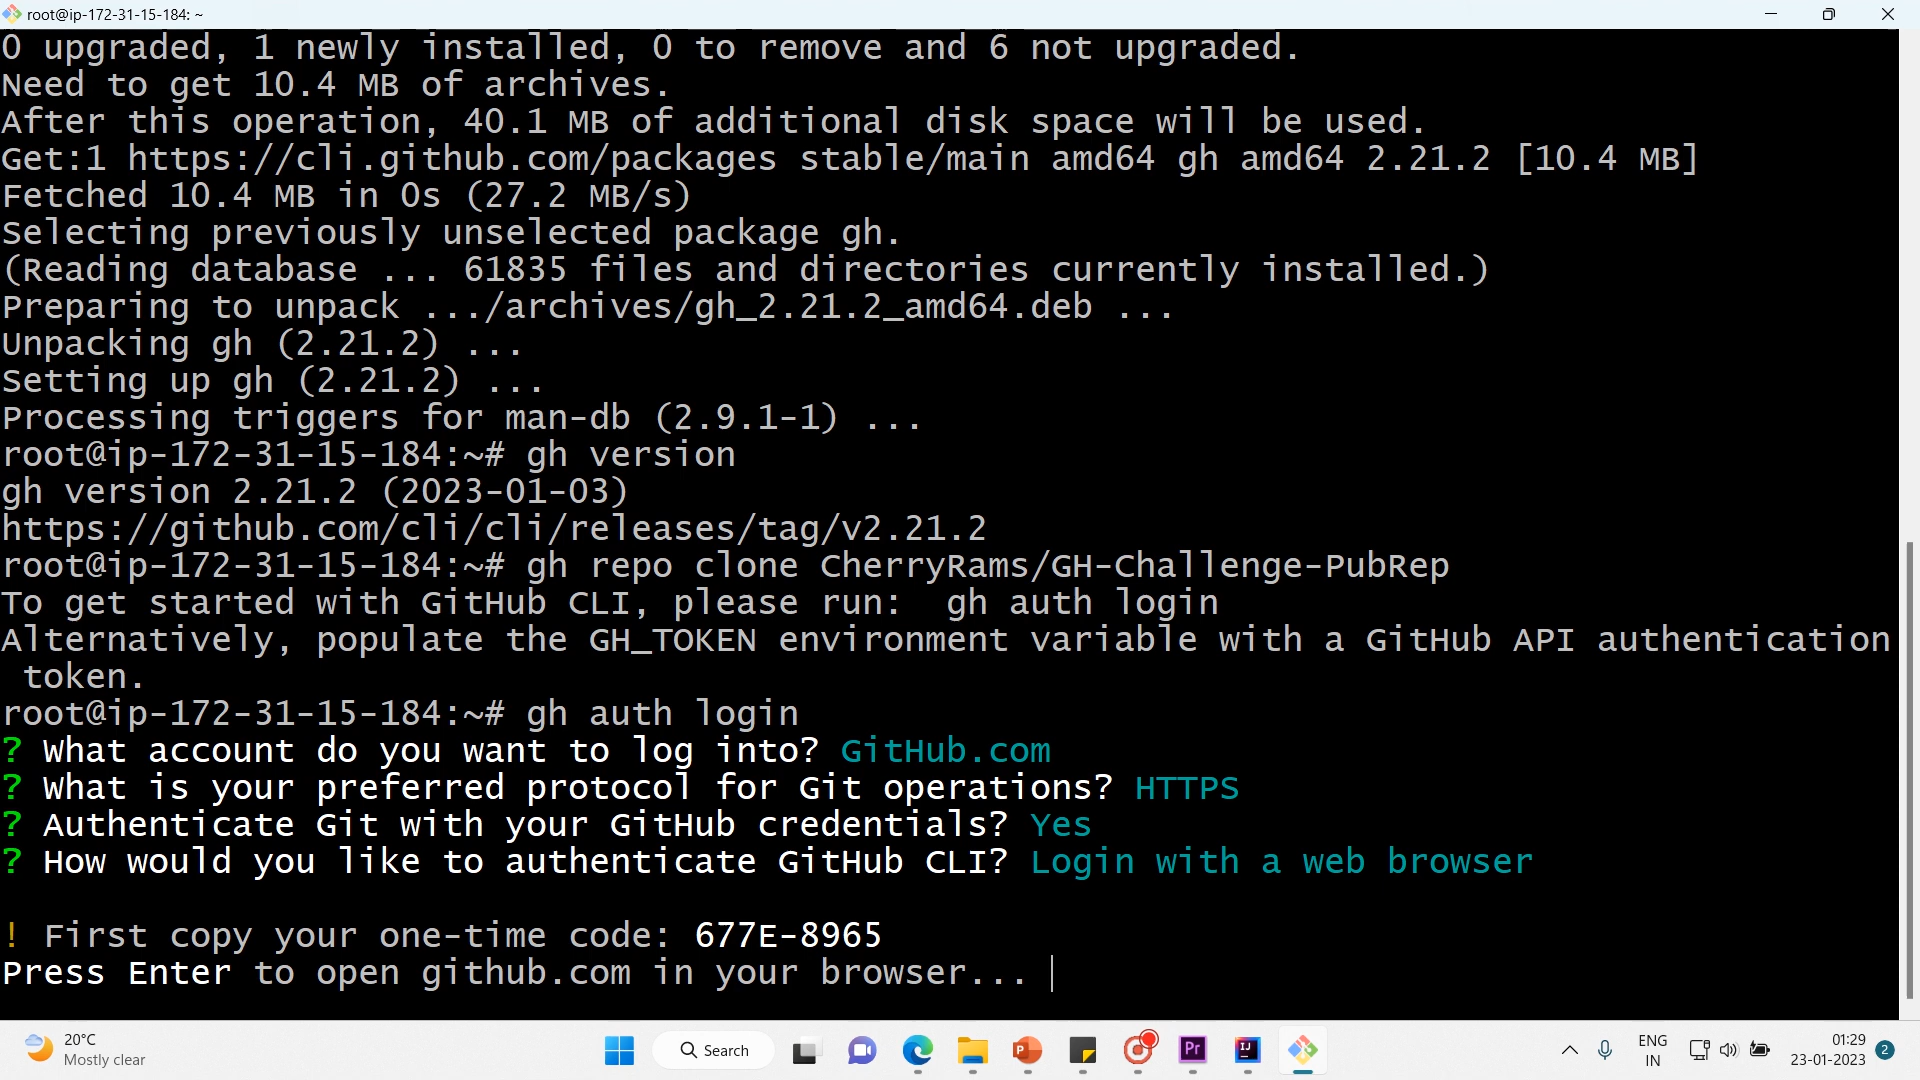 root@ip-172-31-15-184: ~
0 upgraded, 1 newly installed, 0 to remove and 6 not upgraded.
Need to get 10.4 MB of archives.
After this operation, 40.1 MB of additional disk space will be used.
Get:1 https://cli.github.com/packages stable/main amd64 gh amd64 2.21.2 [10.4 MB]
Fetched 10.4 MB in 0s (27.2 MB/s)
Selecting previously unselected package gh.
(Reading database ... 61835 files and directories currently installed.)
Preparing to unpack .../archives/gh_2.21.2_amd64.deb ...
Unpacking gh (2.21.2) ...
Setting up gh (2.21.2) ...
Processing triggers for man-db (2.9.1-1) ...
root@ip-172-31-15-184:~# gh version
gh version 2.21.2 (2023-01-03)
https://github.com/cli/cli/releases/tag/v2.21.2
root@ip-172-31-15-184:~# gh repo clone CherryRams/GH-Challenge-PubRep
To get started with GitHub CLI, please run:  gh auth login
Alternatively, populate the GH_TOKEN environment variable with a GitHub API authentication
 token.
root@ip-172-31-15-184:~# gh auth login
? What account do you want to log into? GitHub.com
? What is your preferred protocol for Git operations? HTTPS
? Authenticate Git with your GitHub credentials? Yes
? How would you like to authenticate GitHub CLI? Login with a web browser
! First copy your one-time code: 677E-8965
Press Enter to open github.com in your browser...
20°C
Mostly clear
Search
P
Pr
IJ
ENG
IN
01:29
23-01-2023
2